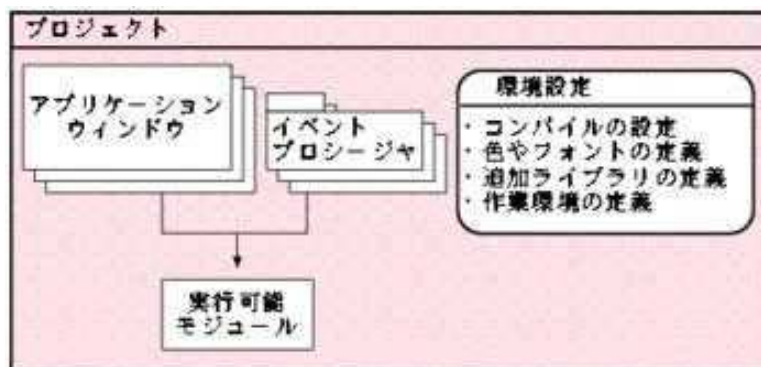 プロジェクト
アプリケーション
ウィンドウ
イベント
プロシージャ
環境設定
・コンパイルの設定
・色やフォントの定義
・追加ライブラリの定義
・作業環境の定義
実行可能
モジュール